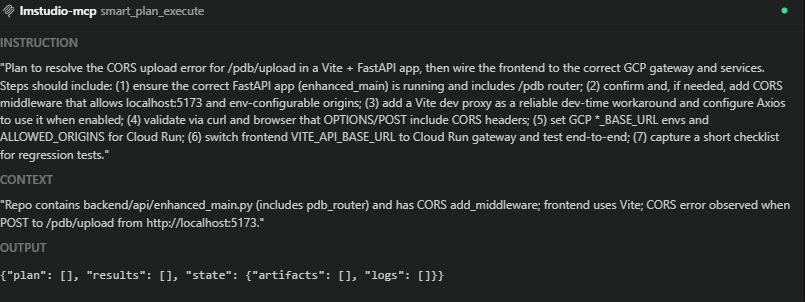 lmstudio-mcp smart_plan_execute
INSTRUCTION
"Plan to resolve the CORS upload error for /pdb/upload in a Vite + FastAPI app, then wire the frontend to the correct GCP gateway and services.
Steps should include: (1) ensure the correct FastAPI app (enhanced_main) is running and includes /pdb router; (2) confirm and, if needed, add CORS
middleware that allows localhost:5173 and env-configurable origins; (3) add a Vite dev proxy as a reliable dev-time workaround and configure Axios
to use it when enabled; (4) validate via curl and browser that OPTIONS/POST include CORS headers; (5) set GCP *_BASE_URL envs and
ALLOWED_ORIGINS for Cloud Run; (6) switch frontend VITE_API_BASE_URL to Cloud Run gateway and test end-to-end; (7) capture a short checklist
for regression tests."
CONTEXT
"Repo contains backend/api/enhanced_main.py (includes pdb_router) and has CORS add_middleware; frontend uses Vite; CORS error observed when
POST to /pdb/upload from http://localhost:5173."
OUTPUT
{"plan": [], "results": [], "state": {"artifacts": [], "logs": []}}